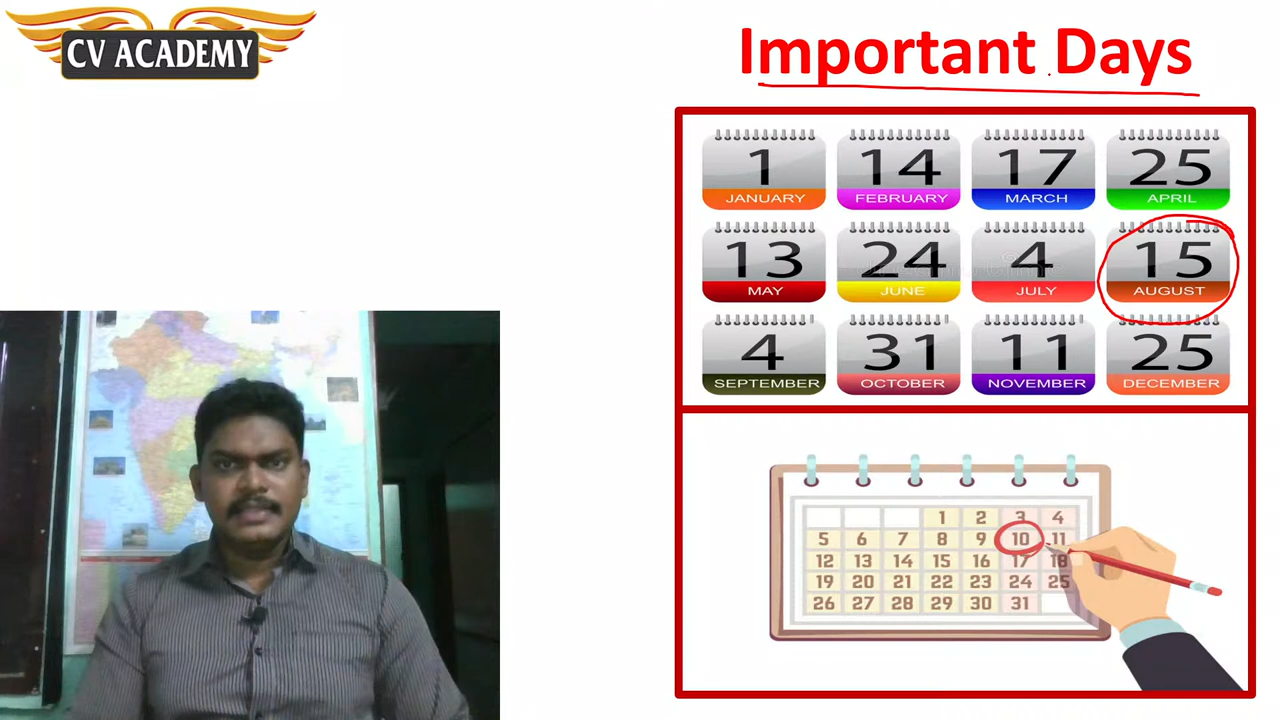 CV ACADEMY
Important Days
1 14 17 25
JANUARY FEBRUARY MARCH APRIL
13 24 4 15
MAY JUNE JULY AUGUST
4 31 11 25
SEPTEMBER OCTOBER NOVEMBER DECEMBER
1 2 3 4
5 6 7 8 9 10 11
12 13 14 15 16 17 18
19 20 21 22 23 24 25
26 27 28 29 30 31